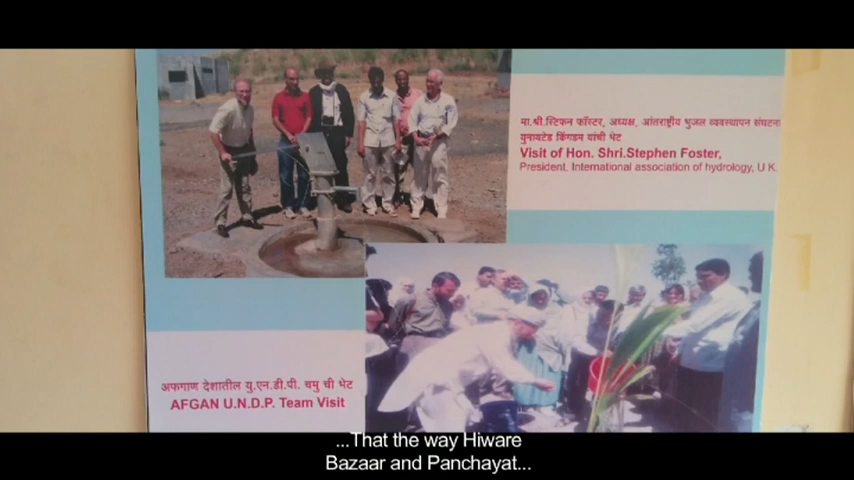 मा.श्री.स्टिफन फॉस्टर, अध्यक्ष, आंतराष्ट्रीय भुजल व्यवस्थापन संघटना
युनायटेड किंगडम यांची भेट
Visit of Hon. Shri.Stephen Foster,
President, International association of hydrology, U K.
अफगाण देशातील यु.एन.डी.पी. चमु ची भेट
AFGAN U.N.D.P. Team Visit
...That the way Hiware
Bazaar and Panchayat...